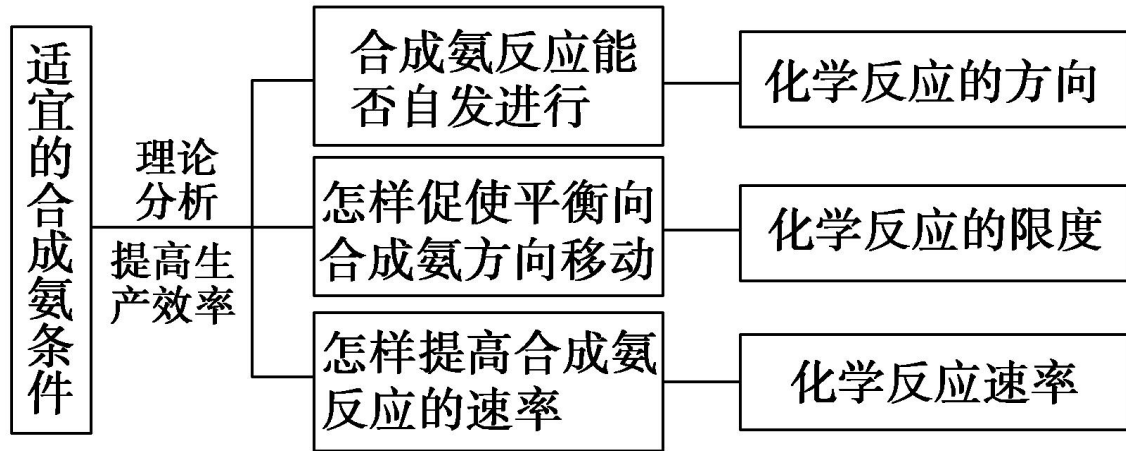 适宜的合成氨条件
理论
分析
提高生
产效率
合成氨反应能
否自发进行
化学反应的方向
怎样促使平衡向
合成氨方向移动
化学反应的限度
怎样提高合成氨
反应的速率
化学反应速率